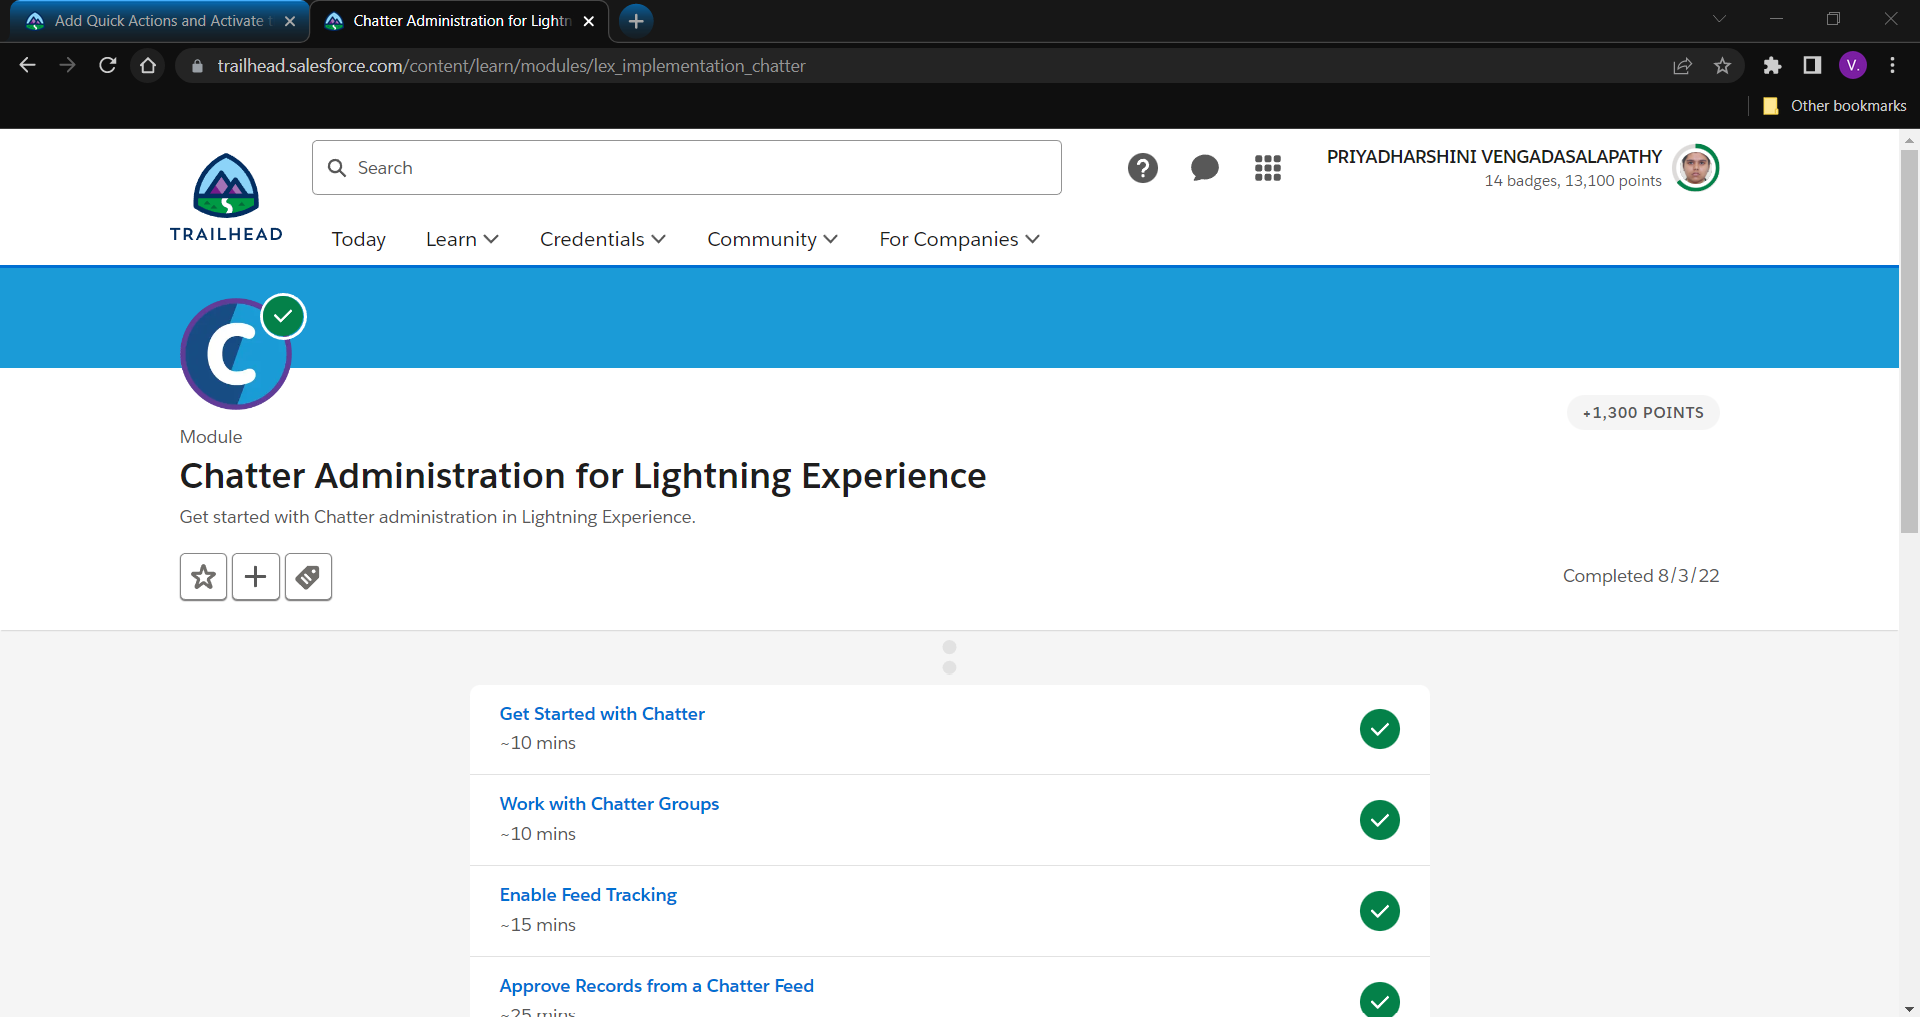 Add Quick Actions and Activate t
Chatter Administration for Lightn
trailhead.salesforce.com/content/learn/modules/lex_implementation_chatter
V.
Other bookmarks
TRAILHEAD
Search
PRIYADHARSHINI VENGADASALAPATHY
14 badges, 13,100 points
Today
Learn
Credentials
Community
For Companies
C
+1,300 POINTS
Module
Chatter Administration for Lightning Experience
Get started with Chatter administration in Lightning Experience.
Completed 8/3/22
Get Started with Chatter
~10 mins
Work with Chatter Groups
~10 mins
Enable Feed Tracking
~15 mins
Approve Records from a Chatter Feed
~25 mins